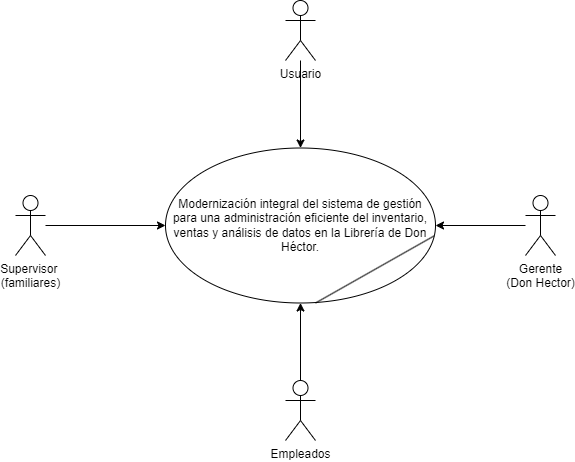 Usuario
Modernización integral del sistema de gestión
para una administración eficiente del inventario,
ventas y análisis de datos en la Librería de Don
Héctor.
Supervisor
(familiares)
Gerente
(Don Hector)
Empleados